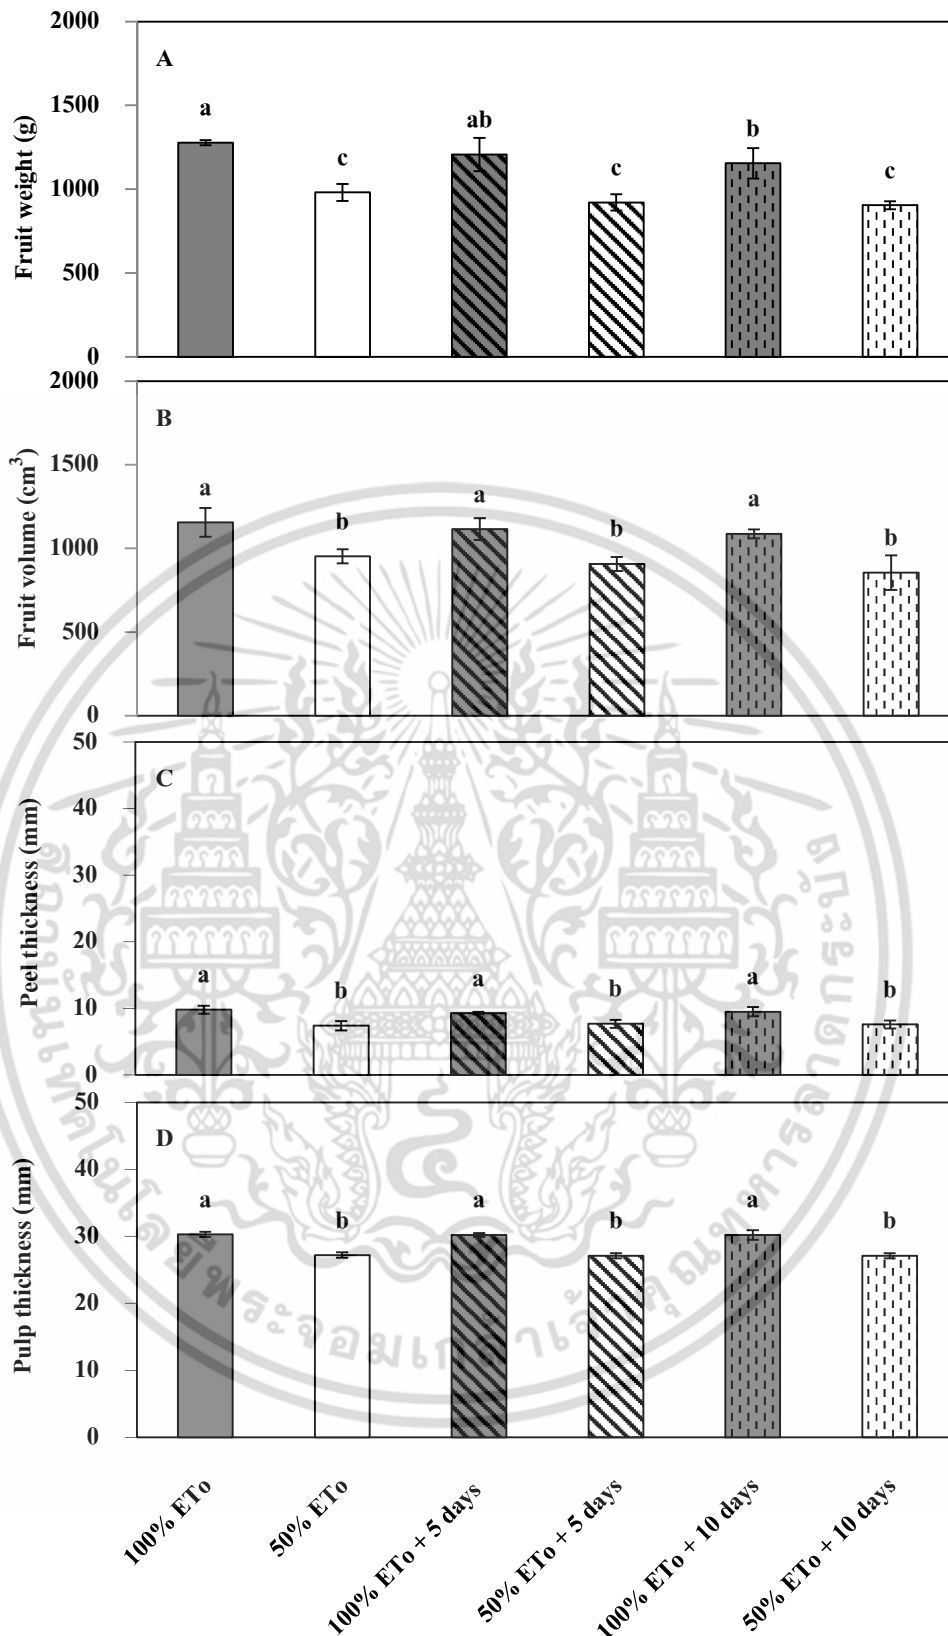 2000
A
1500
a
ab
b
c
c
c
1000
500
0
Fruit weight (g)
2000
B
1500
a
a
a
b
b
b
1000
500
0
Fruit volume (cm³)
50
C
40
30
20
a
a
a
b
b
b
10
0
Peel thickness (mm)
50
D
40
a
a
a
b
b
b
30
20
10
0
Pulp thickness (mm)
100% ETo
50% ETo
100% ETo + 5 days
50% ETo + 5 days
100% ETo + 10 days
50% ETo + 10 days